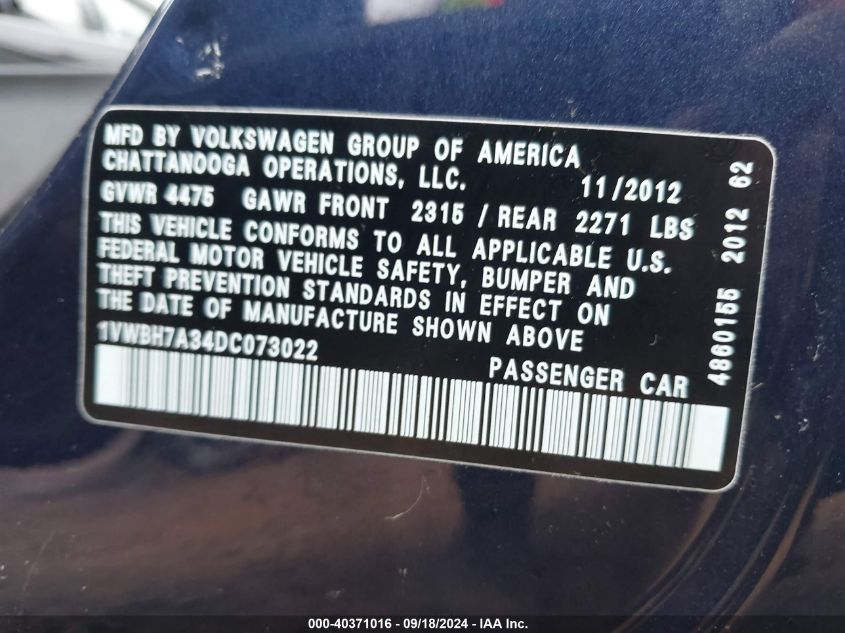 MFD BY VOLKSWAGEN GROUP OF AMERICA
CHATTANOOGA OPERATIONS, LLC. 11/2012
GVWR 4475 GAWR FRONT 2315 / REAR 2271 LBS
THIS VEHICLE CONFORMS TO ALL APPLICABLE U.S.
FEDERAL MOTOR VEHICLE SAFETY, BUMPER AND
THEFT PREVENTION STANDARDS IN EFFECT ON
THE DATE OF MANUFACTURE SHOWN ABOVE
1VWBH7A34DC073022
PASSENGER CAR
4860155 2012 62
000-40371016 - 09/18/2024 - IAA Inc.